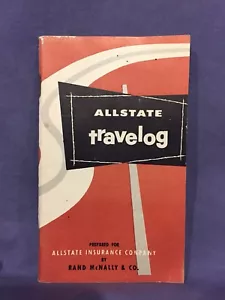 ALLSTATE
travelog
PREPARED FOR
ALLSTATE INSURANCE COMPANY
BY
RAND McNALLY & CO.